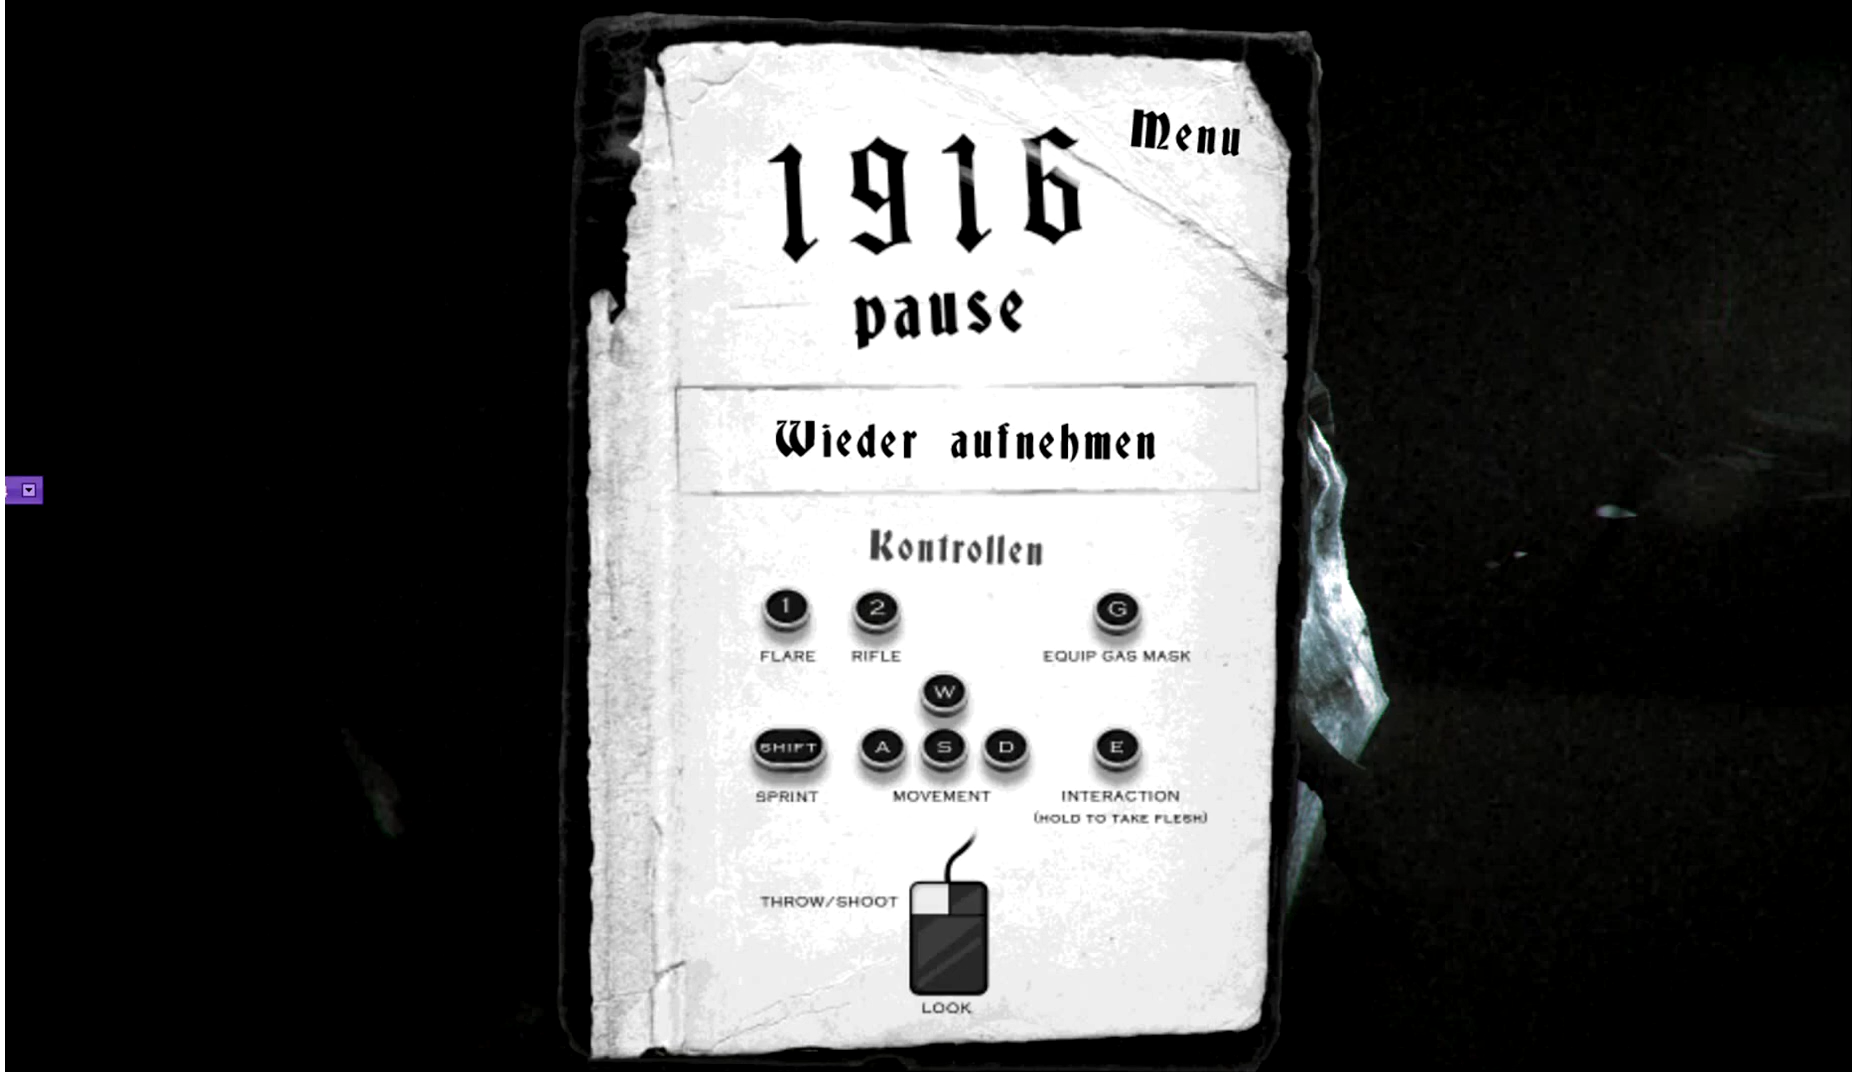 Menu
1916
pause
Wieder aufnehmen
Kontrollen
1 2 G
FLARE RIFLE EQUIP GAS MASK
W
SHIFT A S D E
SPRINT MOVEMENT INTERACTION
(HOLD TO TAKE FLESH)
THROW/SHOOT
LOOK